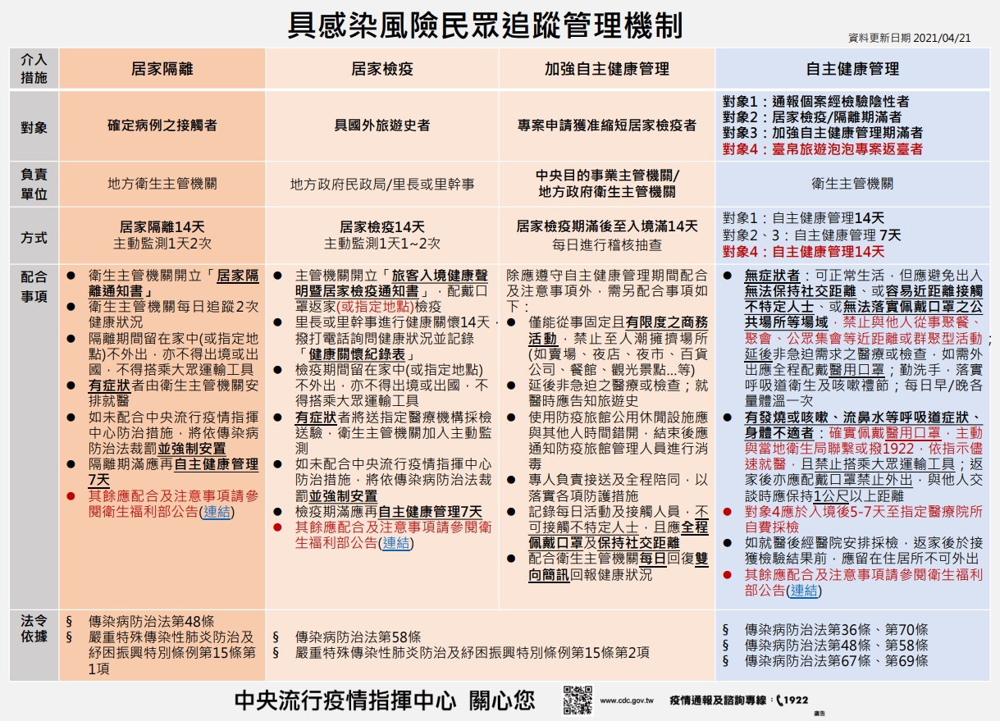 具感染風險民眾追蹤管理機制
資料更新日期 2021/04/21
介入
措施
居家隔離
居家檢疫
加強自主健康管理
自主健康管理
對象
確定病例之接觸者
具國外旅遊史者
專案申請獲准縮短居家檢疫者
對象1：通報個案經檢驗陰性者
對象2：居家檢疫/隔離期滿者
對象3：加強自主健康管理期滿者
對象4：臺帛旅遊泡泡專案返臺者
負責
單位
地方衛生主管機關
地方政府民政局/里長或里幹事
中央目的事業主管機關/
地方政府衛生主管機關
衛生主管機關
方式
居家隔離14天
主動監測1天2次
居家檢疫14天
主動監測1天1~2次
居家檢疫期滿後至入境滿14天
每日進行稽核抽查
對象1：自主健康管理14天
對象2、3：自主健康管理 7天
對象4：自主健康管理14天
配合
事項
● 衛生主管機關開立「居家隔
離通知書」
● 衛生主管機關每日追蹤2次
健康狀況
● 隔離期間留在家中(或指定地
點)不外出，亦不得出境或出
國，不得搭乘大眾運輸工具
● 有症狀者由衛生主管機關安
排就醫
● 如未配合中央流行疫情指揮
中心防治措施，將依傳染病
防治法裁罰並強制安置
● 隔離期滿應再自主健康管理
7天
● 其餘應配合及注意事項請參
閱衛生福利部公告(連結)
● 主管機關開立「旅客入境健康聲
明暨居家檢疫通知書」，配戴口
罩返家(或指定地點)檢疫
● 里長或里幹事進行健康關懷14天，
撥打電話詢問健康狀況並記錄
「健康關懷紀錄表」
● 檢疫期間留在家中(或指定地點)
不外出，亦不得出境或出國，不
得搭乘大眾運輸工具
● 有症狀者將送指定醫療機構採檢
送驗，衛生主管機關加入主動監
測
● 如未配合中央流行疫情指揮中心
防治措施，將依傳染病防治法裁
罰並強制安置
● 檢疫期滿應再自主健康管理7天
● 其餘應配合及注意事項請參閱衛
生福利部公告(連結)
除應遵守自主健康管理期間配合
及注意事項外，需另配合事項如
下：
● 僅能從事固定且有限度之商務
活動，禁止至人潮擁擠場所
(如賣場、夜店、夜市、百貨
公司、餐館、觀光景點...等)
● 延後非急迫之醫療或檢查；就
醫時應告知旅遊史
● 使用防疫旅館公用休閒設施應
與其他人時間錯開，結束後應
通知防疫旅館管理人員進行消
毒
● 專人負責接送及全程陪同，以
落實各項防護措施
● 記錄每日活動及接觸人員，不
可接觸不特定人士，且應全程
佩戴口罩及保持社交距離
● 配合衛生主管機關每日回復雙
向簡訊回報健康狀況
● 無症狀者：可正常生活，但應避免出入
無法保持社交距離、或容易近距離接觸
不特定人士、或無法落實佩戴口罩之公
共場所等場域，禁止與他人從事聚餐、
聚會、公眾集會等近距離或群聚型活動；
延後非急迫需求之醫療或檢查，如需外
出應全程配戴醫用口罩；勤洗手，落實
呼吸道衛生及咳嗽禮節；每日早/晚各
量體溫一次
● 有發燒或咳嗽、流鼻水等呼吸道症狀、
身體不適者：確實佩戴醫用口罩，主動
與當地衛生局聯繫或撥1922，依指示儘
速就醫，且禁止搭乘大眾運輸工具；返
家後亦應配戴口罩禁止外出，與他人交
談時應保持1公尺以上距離
● 對象4應於入境後5-7天至指定醫療院所
自費採檢
● 如就醫後經醫院安排採檢，返家後於接
獲檢驗結果前，應留在住居所不可外出
● 其餘應配合及注意事項請參閱衛生福利
部公告(連結)
法令
依據
§ 傳染病防治法第48條
§ 嚴重特殊傳染性肺炎防治及
紓困振興特別條例第15條第
1項
§ 傳染病防治法第58條
§ 嚴重特殊傳染性肺炎防治及紓困振興特別條例第15條第2項
§ 傳染病防治法第36條、第70條
§ 傳染病防治法第48條、第58條
§ 傳染病防治法第67條、第69條
中央流行疫情指揮中心 關心您
www.cdc.gov.tw
疫情通報及諮詢專線：1922
廣告